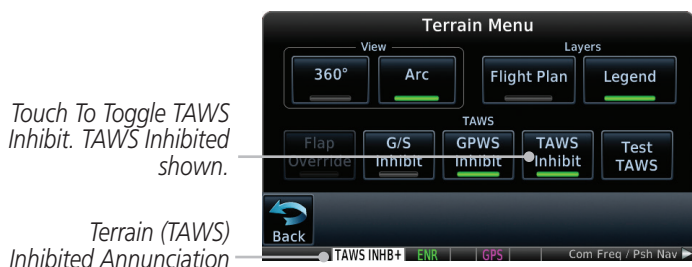 Terrain Menu
View
Layers
360°
Arc
Flight Plan
Legend
Touch To Toggle TAWS
Inhibit. TAWS Inhibited
shown.
TAWS
Flap
Override
G/S
Inhibit
GPWS
Inhibit
TAWS
Inhibit
Test
TAWS
Back
Terrain (TAWS)
Inhibited Annunciation
TAWS INHB+ ENR GPS Com Freq / Psh Nav